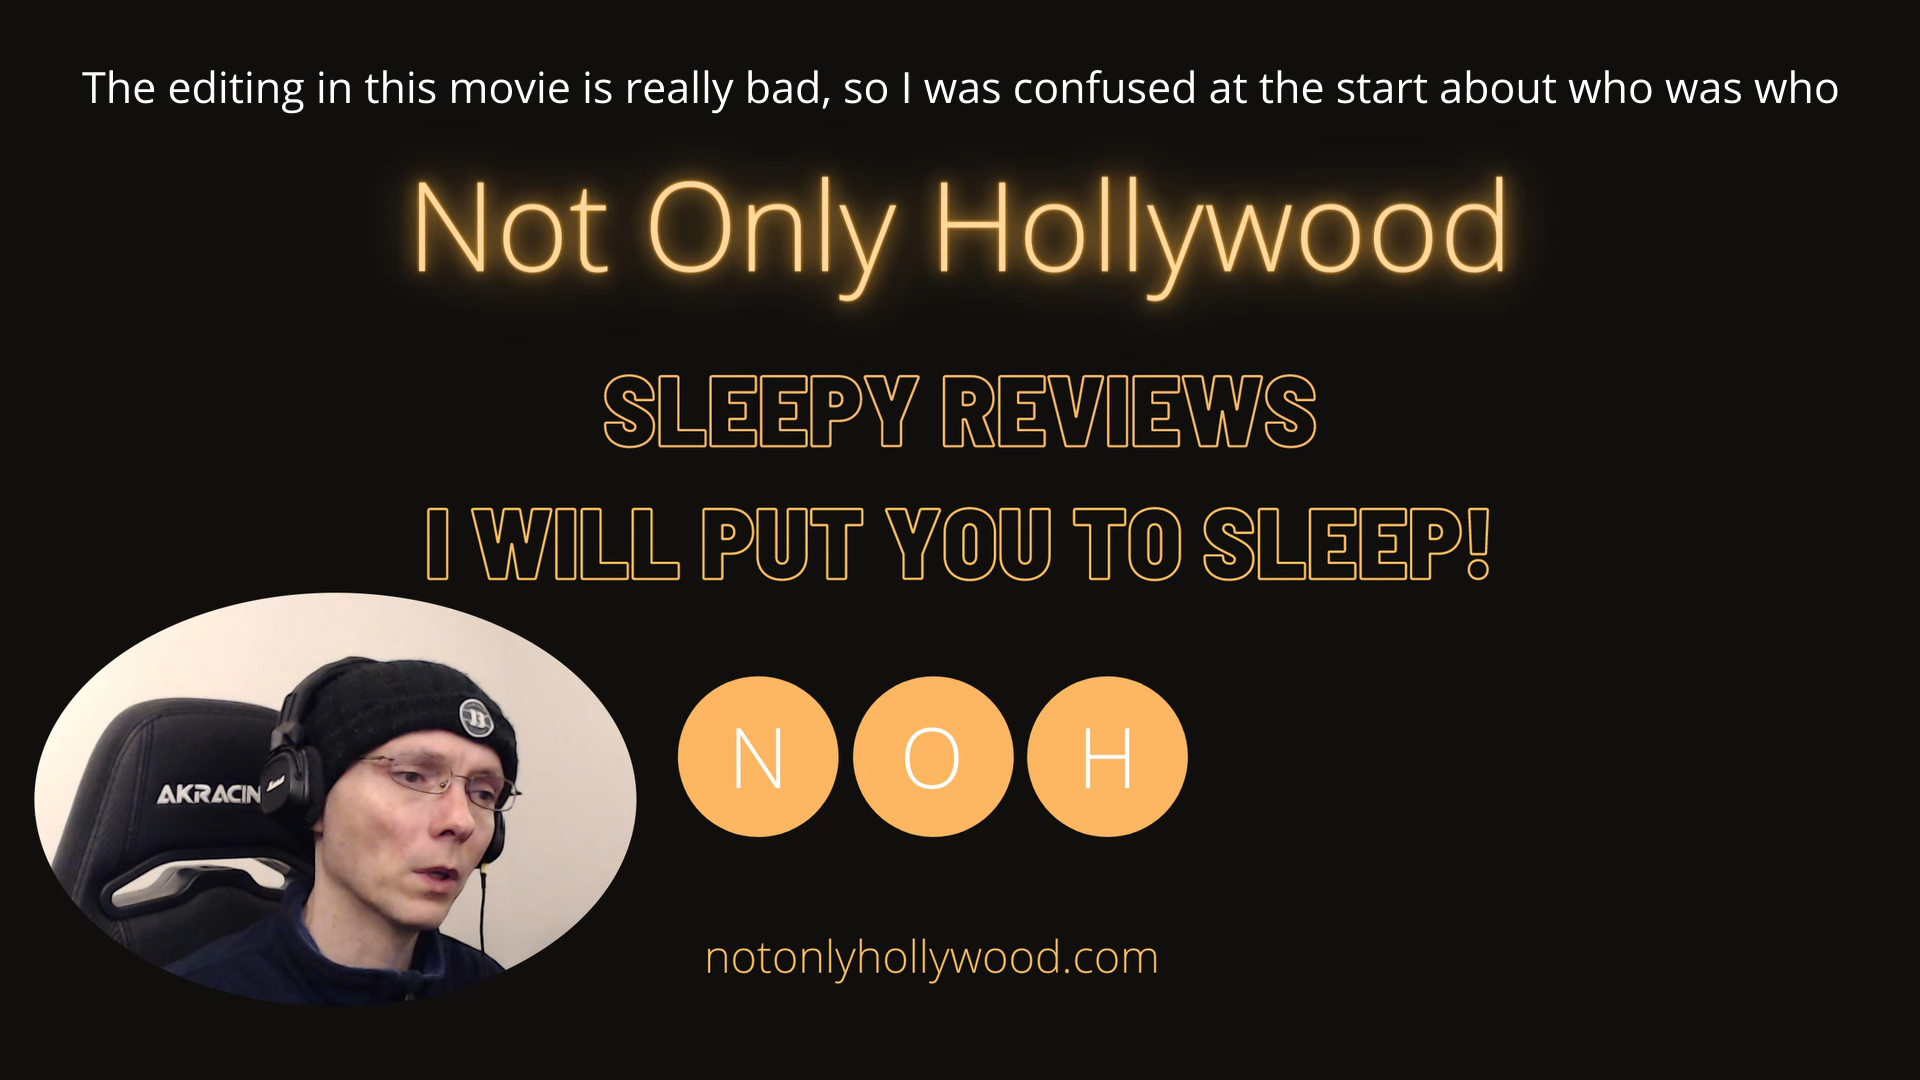 The editing in this movie is really bad, so I was confused at the start about who was who
Not Only Hollywood
SLEEPY REVIEWS
I WILL PUT YOU TO SLEEP!
AKRACIN
N O H
notonlyhollywood.com